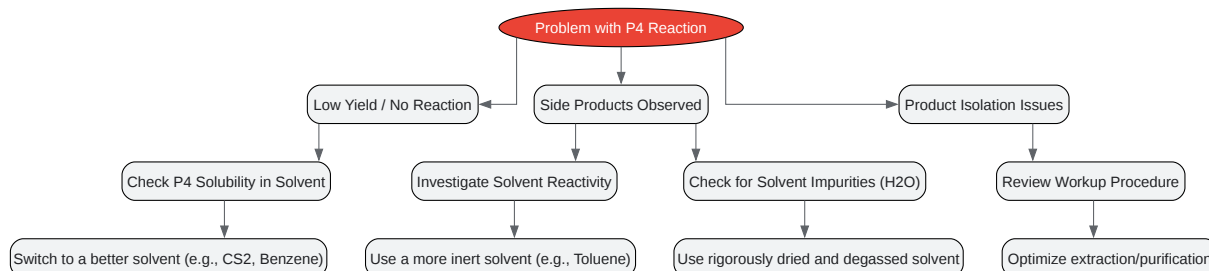 Problem with P4 Reaction
Low Yield / No Reaction
Side Products Observed
Product Isolation Issues
Check P4 Solubility in Solvent
Investigate Solvent Reactivity
Check for Solvent Impurities (H2O)
Review Workup Procedure
Switch to a better solvent (e.g., CS2, Benzene)
Use a more inert solvent (e.g., Toluene)
Use rigorously dried and degassed solvent
Optimize extraction/purification